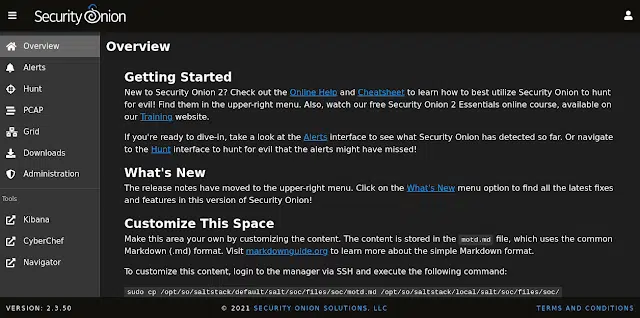 Security Onion
Overview
Alerts
Hunt
PCAP
Grid
Downloads
Administration
Tools
Kibana
CyberChef
Navigator
Overview
Getting Started
New to Security Onion 2? Check out the Online Help and Cheatsheet to learn how to best utilize Security Onion to hunt
for evil! Find them in the upper-right menu. Also, watch our free Security Onion 2 Essentials online course, available on
our Training website.
If you're ready to dive-in, take a look at the Alerts interface to see what Security Onion has detected so far. Or navigate
to the Hunt interface to hunt for evil that the alerts might have missed!
What's New
The release notes have moved to the upper-right menu. Click on the What's New menu option to find all the latest fixes
and features in this version of Security Onion!
Customize This Space
Make this area your own by customizing the content. The content is stored in the motd.md file, which uses the common
Markdown (.md) format. Visit markdownguide.org to learn more about the simple Markdown format.
To customize this content, login to the manager via SSH and execute the following command:
sudo cp /opt/so/saltstack/default/salt/soc/files/soc/motd.md /opt/so/saltstack/local/salt/soc/files/soc/
VERSION: 2.3.50
© 2021 SECURITY ONION SOLUTIONS, LLC
TERMS AND CONDITIONS